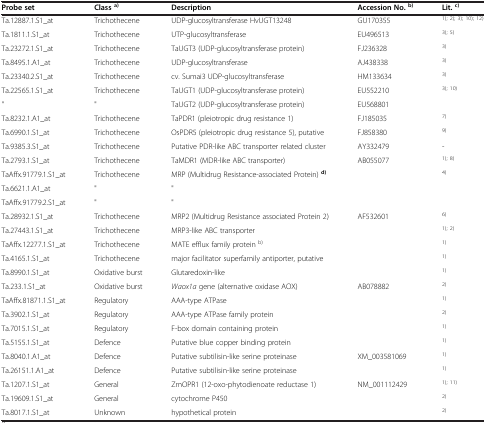 Probe set Class a) Description Accession No. b) Lit. c)
Ta.12887.1.S1_at Trichothecene UDP-glucosyltransferase HvUGT13248 GU170355 1); 2); 3); 10); 12)
Ta.1811.1.S1_at Trichothecene UTP-glucosyltransferase EU496513 3); 5)
Ta.23272.1.S1_at Trichothecene TaUGT3 (UDP-glucosyltransferase protein) FJ236328 3)
Ta.8495.1.A1_at Trichothecene UDP-glucosyltransferase AJ438338 3)
Ta.23340.2.S1_at Trichothecene cv. Sumai3 UDP-glucosyltransferase HM133634 3)
Ta.22565.1.S1_at Trichothecene TaUGT1 (UDP-glucosyltransferase protein) EU552210 3); 10)
" " TaUGT2 (UDP-glucosyltransferase protein) EU568801
Ta.8232.1.A1_at Trichothecene TaPDR1 (pleiotropic drug resistance 1) FJ185035 7)
Ta.6990.1.S1_at Trichothecene OsPDR5 (pleiotropic drug resistance 5), putative FJ858380 9)
Ta.9385.3.S1_at Trichothecene Putative PDR-like ABC transporter related cluster AY332479 -
Ta.2793.1.S1_at Trichothecene TaMDR1 (MDR-like ABC transporter) AB055077 1); 8)
TaAffx.91779.1.S1_at Trichothecene MRP (Multidrug Resistance-associated Protein) d) 4)
Ta.6621.1.A1_at " "
TaAffx.91779.2.S1_at " "
Ta.28932.1.S1_at Trichothecene MRP2 (Multidrug Resistance associated Protein 2) AF532601 6)
Ta.27443.1.S1_at Trichothecene MRP3-like ABC transporter 1); 2)
TaAffx.12277.1.S1_at Trichothecene MATE efflux family protein b) 1)
Ta.4165.1.S1_at Trichothecene major facilitator superfamily antiporter, putative 1)
Ta.8990.1.S1_at Oxidative burst Glutaredoxin-like 1)
Ta.233.1.S1_at Oxidative burst Waox1a gene (alternative oxidase AOX) AB078882 2)
TaAffx.81871.1.S1_at Regulatory AAA-type ATPase 1)
Ta.3902.1.S1_at Regulatory AAA-type ATPase family protein 2)
Ta.7015.1.S1_at Regulatory F-box domain containing protein 1)
Ta.5155.1.S1_at Defence Putative blue copper binding protein 1)
Ta.8040.1.A1_at Defence Putative subtilisin-like serine proteinase XM_003581069 1)
Ta.26151.1.A1_at Defence Putative subtilisin-like serine proteinase 1)
Ta.1207.1.S1_at General ZmOPR1 (12-oxo-phytodienoate reductase 1) NM_001112429 1); 11)
Ta.19609.1.S1_at General cytochrome P450 2)
Ta.8017.1.S1_at Unknown hypothetical protein 2)